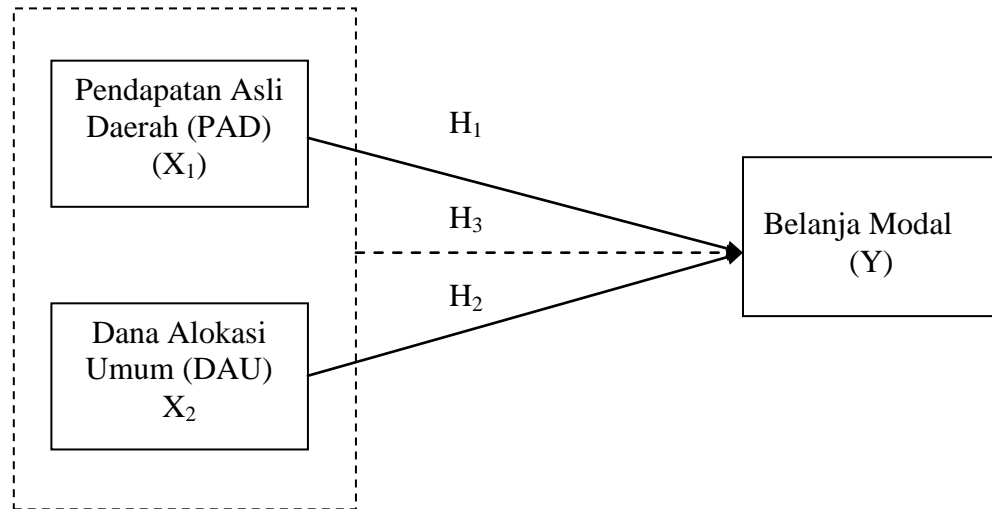 Pendapatan Asli
Daerah (PAD)
(X₁)
H₁
H₃
Belanja Modal
(Y)
H₂
Dana Alokasi
Umum (DAU)
X₂